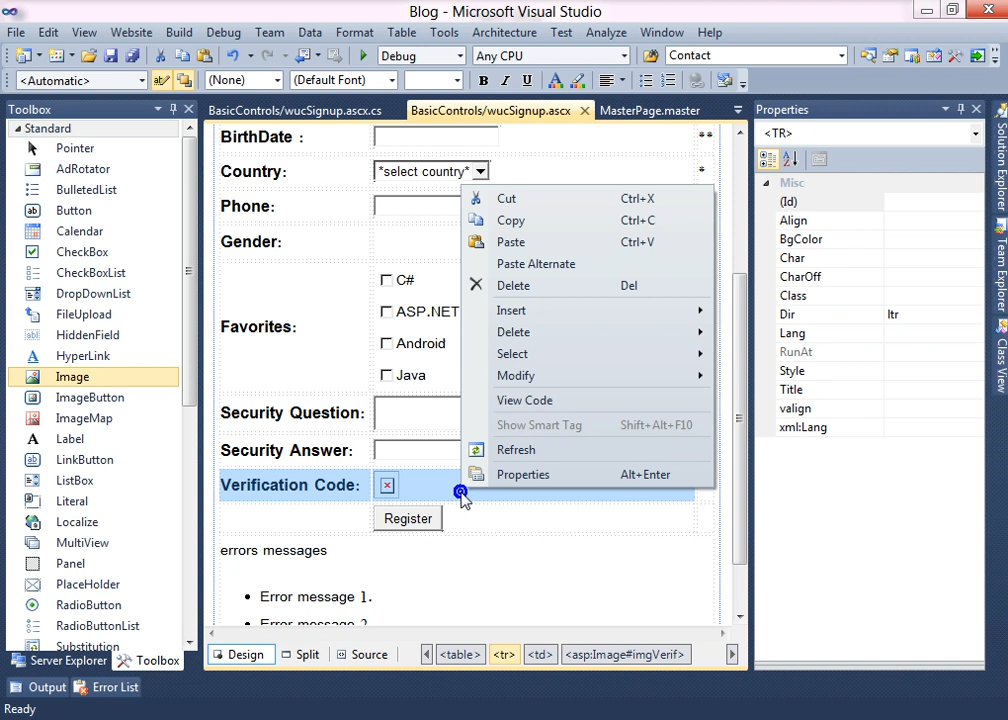 Blog - Microsoft Visual Studio
File Edit View Website Build Debug Team Data Format Table Tools Architecture Test Analyze Window Help
Debug Any CPU Contact
<Automatic> (None) (Default Font) B I U A
Toolbox
Standard
Pointer
AdRotator
BulletedList
Button
Calendar
CheckBox
CheckBoxList
DropDownList
FileUpload
HiddenField
HyperLink
Image
ImageButton
ImageMap
Label
LinkButton
ListBox
Literal
Localize
MultiView
Panel
PlaceHolder
RadioButton
RadioButtonList
Substitution
Server Explorer Toolbox
BasicControls/wucSignup.ascx.cs BasicControls/wucSignup.ascx MasterPage.master
BirthDate : **
Country: *select country* *
Phone:
Gender:
Favorites:
C#
ASP.NET
Android
Java
Security Question:
Security Answer:
Verification Code:
Register
errors messages
Error message 1.
Error message 2.
Cut Ctrl+X
Copy Ctrl+C
Paste Ctrl+V
Paste Alternate
Delete Del
Insert
Delete
Select
Modify
View Code
Show Smart Tag Shift+Alt+F10
Refresh
Properties Alt+Enter
Design Split Source <table> <tr> <td> <asp:Image#imgVerif>
Properties
<TR>
Misc
(Id)
Align
BgColor
Char
CharOff
Class
Dir ltr
Lang
RunAt
Style
Title
valign
xml:Lang
Solution Explorer
Team Explorer
Class View
Output Error List
Ready